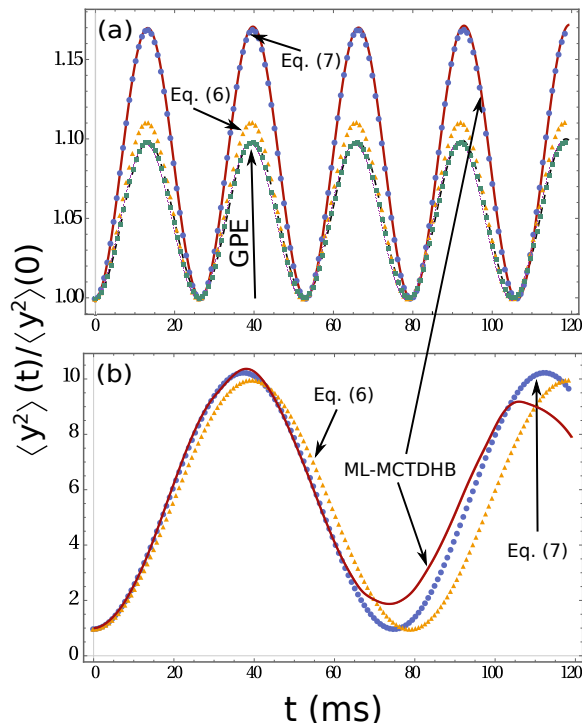 (a)
1.15
1.10
1.05
1.00
Eq. (7)
Eq. (6)
GPE
0 20 40 60 80 100 120
⟨y²⟩(t)/⟨y²⟩(0)
(b)
10
8
6
4
2
0
Eq. (6)
ML-MCTDHB
Eq. (7)
0 20 40 60 80 100 120
t (ms)